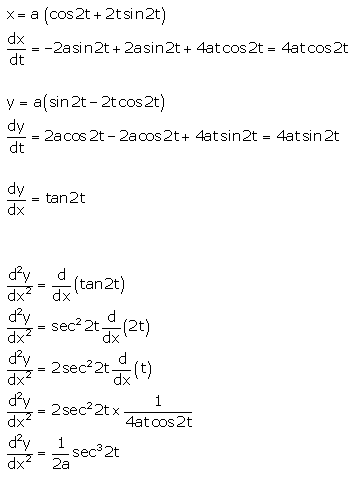 x = a (cos2t + 2tsin2t)
dx/dt = -2asin2t + 2asin2t + 4atcos2t = 4atcos2t
y = a(sin2t - 2tcos2t)
dy/dt = 2acos2t - 2acos2t + 4atsin2t = 4atsin2t
dy/dx = tan2t
d²y/dx² = d/dx (tan2t)
d²y/dx² = sec²2t d/dx (2t)
d²y/dx² = 2sec²2t d/dx (t)
d²y/dx² = 2sec²2t x 1/4atcos2t
d²y/dx² = 1/2a sec³2t